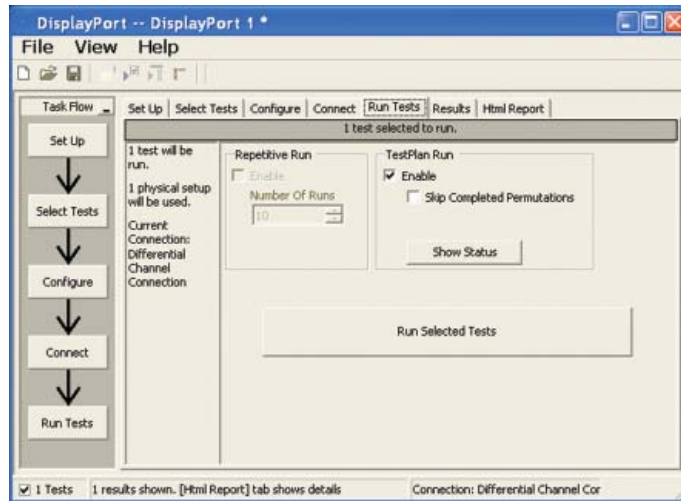 DisplayPort -- DisplayPort 1 *
File View Help
Task Flow
Set Up
Select Tests
Configure
Connect
Run Tests
Set Up | Select Tests | Configure | Connect | Run Tests | Results | Html Report
1 test selected to run.
1 test will be
run.
1 physical setup
will be used.
Current
Connection:
Differential
Channel
Connection
Repetitive Run
Enable
Number Of Runs
10
TestPlan Run
Enable
Skip Completed Permutations
Show Status
Run Selected Tests
1 Tests
1 results shown. [Html Report] tab shows details
Connection: Differential Channel Cor